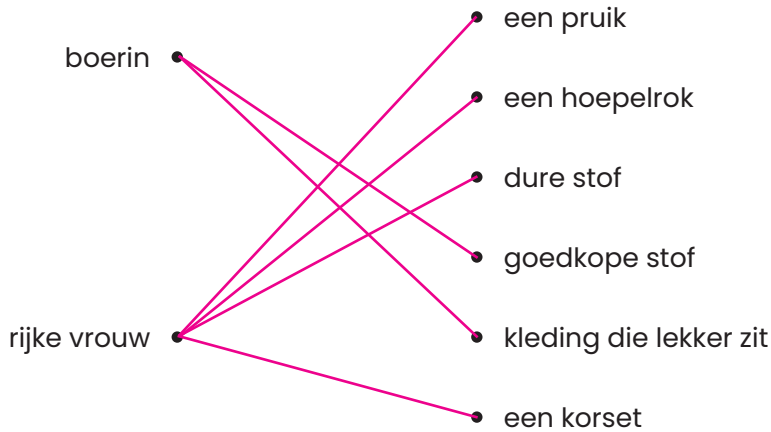 boerin
rijke vrouw
een pruik
een hoepelrok
dure stof
goedkope stof
kleding die lekker zit
een korset